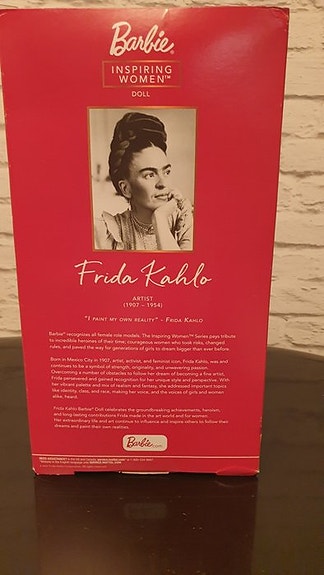 Barbie®
INSPIRING
WOMEN™
DOLL
Frida Kahlo
ARTIST
(1907 - 1954)
"I PAINT MY OWN REALITY" - FRIDA KAHLO
Barbie® recognizes all female role models. The Inspiring Women™ Series pays tribute
to incredible heroines of their time; courageous women who took risks, changed
rules, and paved the way for generations of girls to dream bigger than ever before.
Born in Mexico City in 1907, artist, activist, and feminist icon, Frida Kahlo, was and
continues to be a symbol of strength, originality, and unwavering passion.
Overcoming a number of obstacles to follow her dream of becoming a fine artist,
Frida persevered and gained recognition for her unique style and perspective. With
her vibrant palette and mix of realism and fantasy, she addressed important topics
like identity, class, and race, making her voice, and the voices of girls and women
alike, heard.
Frida Kahlo Barbie® Doll celebrates the groundbreaking achievements, heroism,
and long-lasting contributions Frida made in the art world and for women.
Her extraordinary life and art continue to influence and inspire others to follow their
dreams and paint their own realities.
Barbie.com